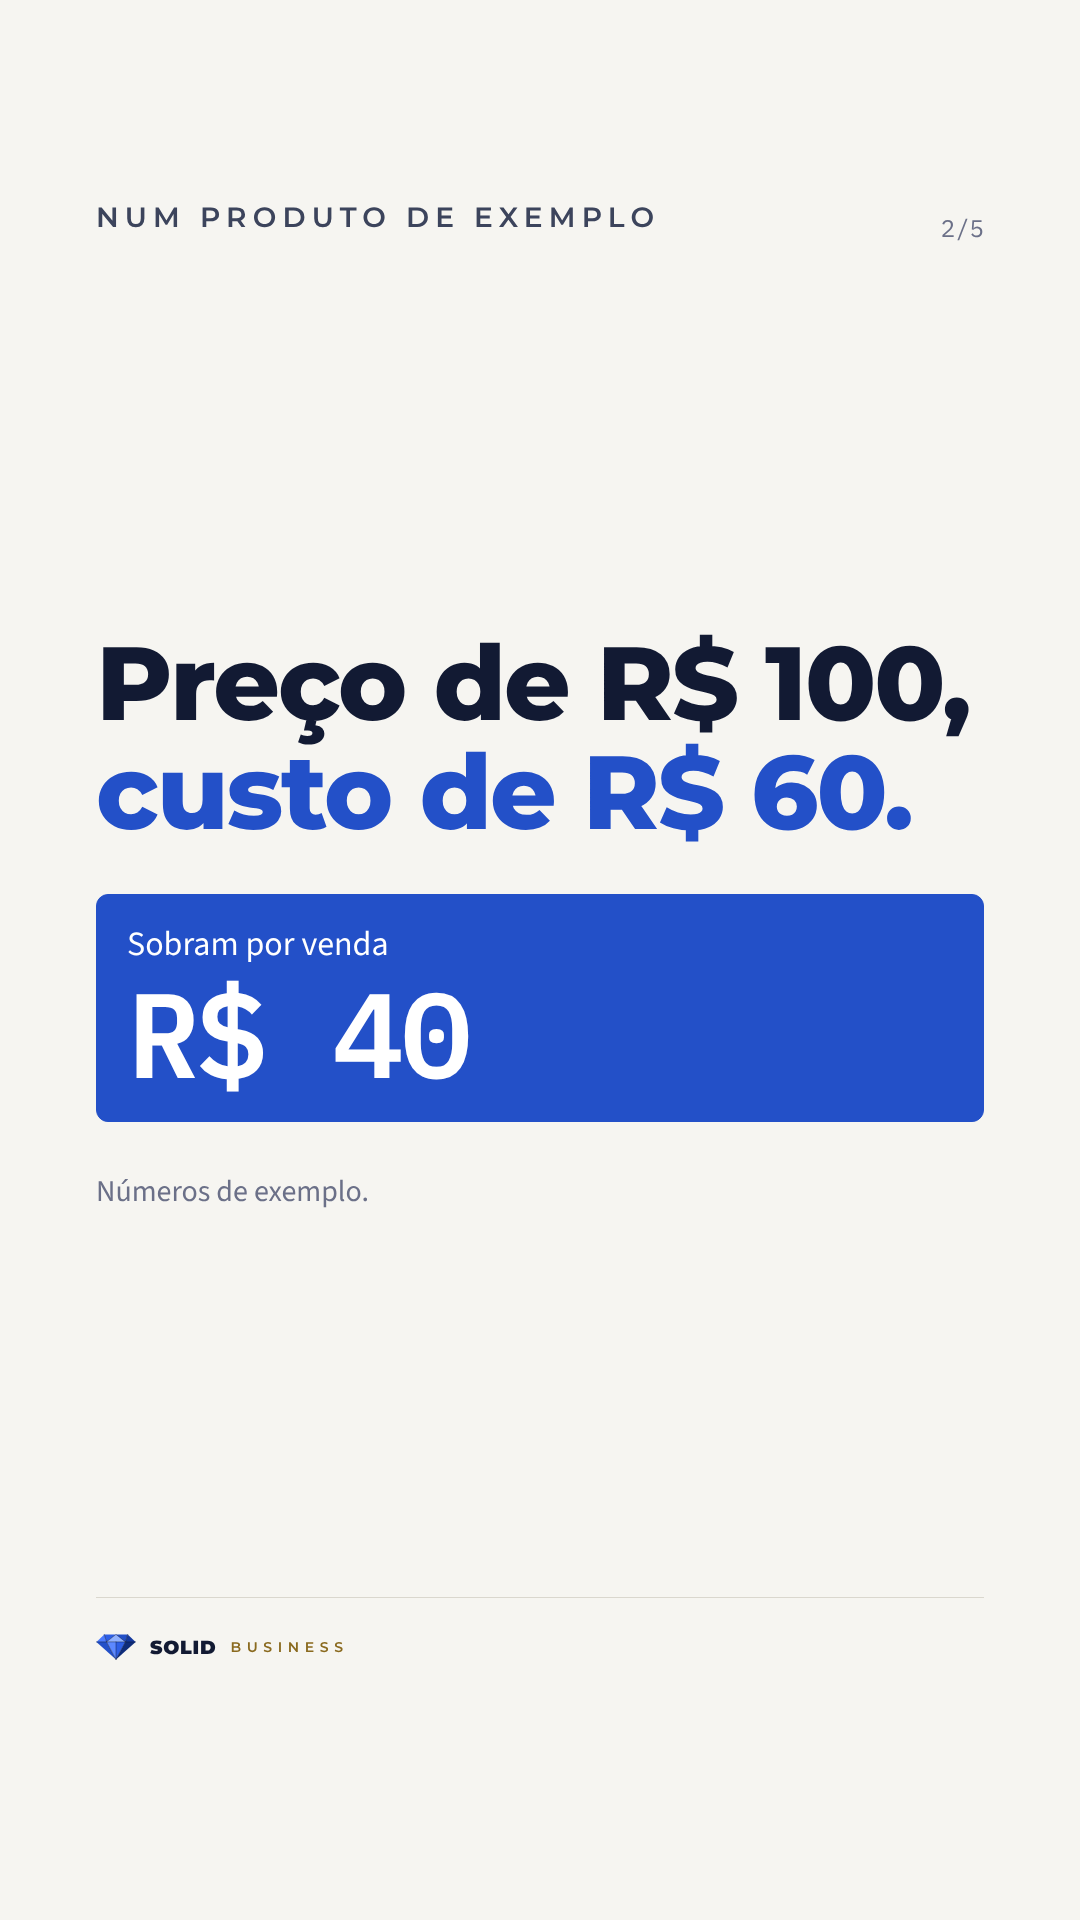 NUM PRODUTO DE EXEMPLO
2/5
Preço de R$ 100,
custo de R$ 60.
Sobram por venda
R$ 40
Números de exemplo.
SOLID BUSINESS